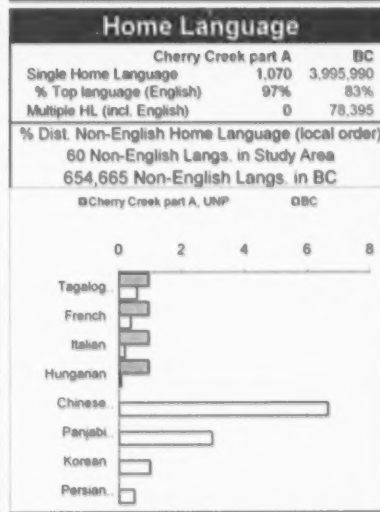 Home Language
Cherry Creek part A BC
Single Home Language 1,070 3,995,990
% Top language (English) 97% 83%
Multiple HL (incl. English) 0 78,395
% Dist. Non-English Home Language (local order)
60 Non-English Langs. in Study Area
654,665 Non-English Langs. in BC
Cherry Creek part A, UNP BC
0 2 4 6 8
Tagalog..
French
Italian
Hungarian
Chinese..
Panjabi..
Korean
Persian..